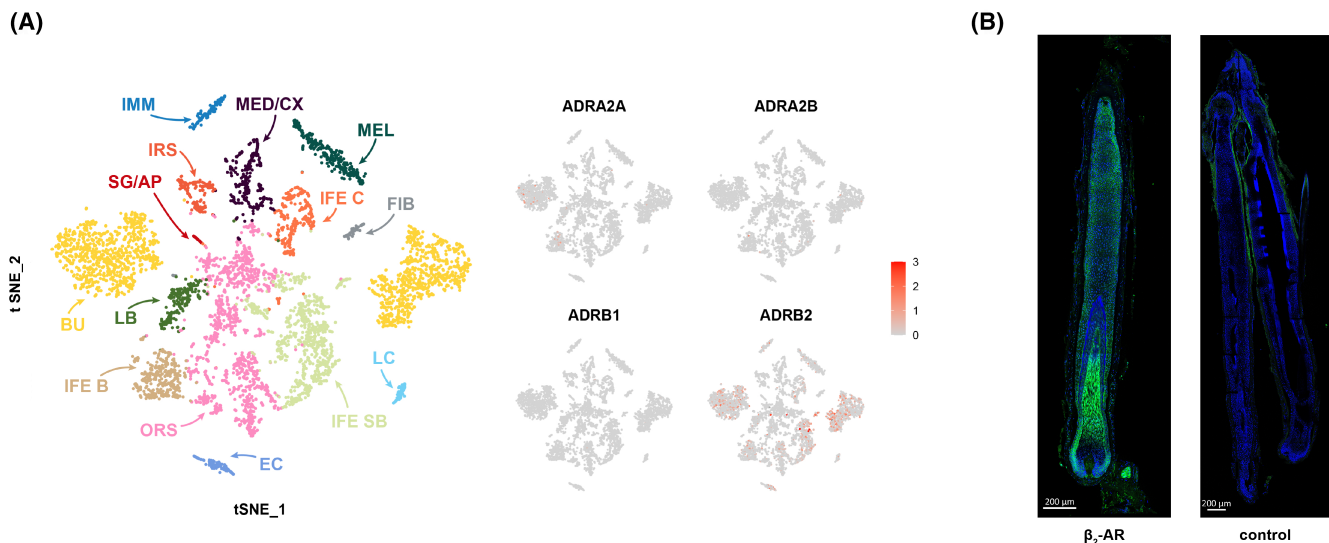 (A)
(B)
IMM
MED/CX
MEL
IRS
SG/AP
IFE C
FIB
BU
LB
IFE B
ORS
IFE SB
LC
EC
tSNE_2
tSNE_1
ADRA2A
ADRA2B
ADRB1
ADRB2
3
2
1
0
200 µm
200 µm
β₂-AR
control